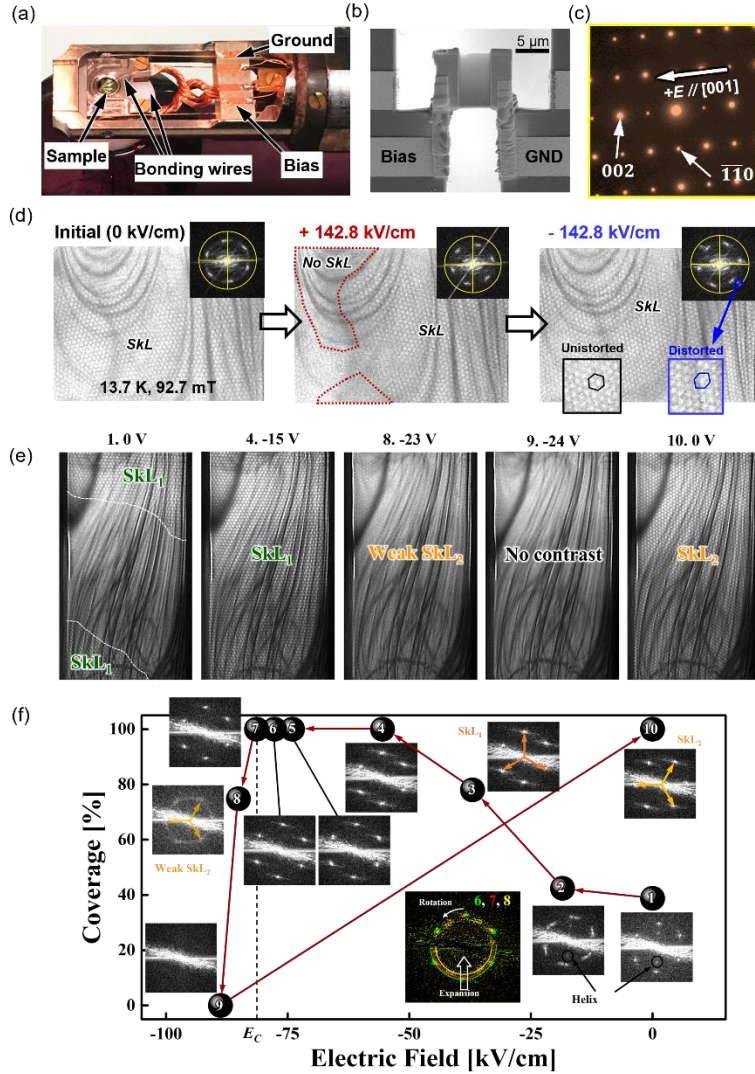 (a)
Ground
Sample
Bonding wires
Bias
(b)
5 μm
Bias
GND
(c)
+E // [001]
002
1̅1̅0
(d)
Initial (0 kV/cm)
SkL
13.7 K, 92.7 mT
+ 142.8 kV/cm
No SkL
SkL
- 142.8 kV/cm
SkL
Unistorted
Distorted
(e)
1. 0 V
4. -15 V
8. -23 V
9. -24 V
10. 0 V
SkL₁
SkL₁
SkL₁
Weak SkL₂
No contrast
SkL₂
(f)
Coverage [%]
100
80
60
40
20
0
7
6
5
4
SkL₁
10
SkL₂
8
3
Weak SkL₂
2
1
6, 7, 8
Rotation
Expansion
Helix
9
-100
E_C
-75
-50
-25
0
Electric Field [kV/cm]